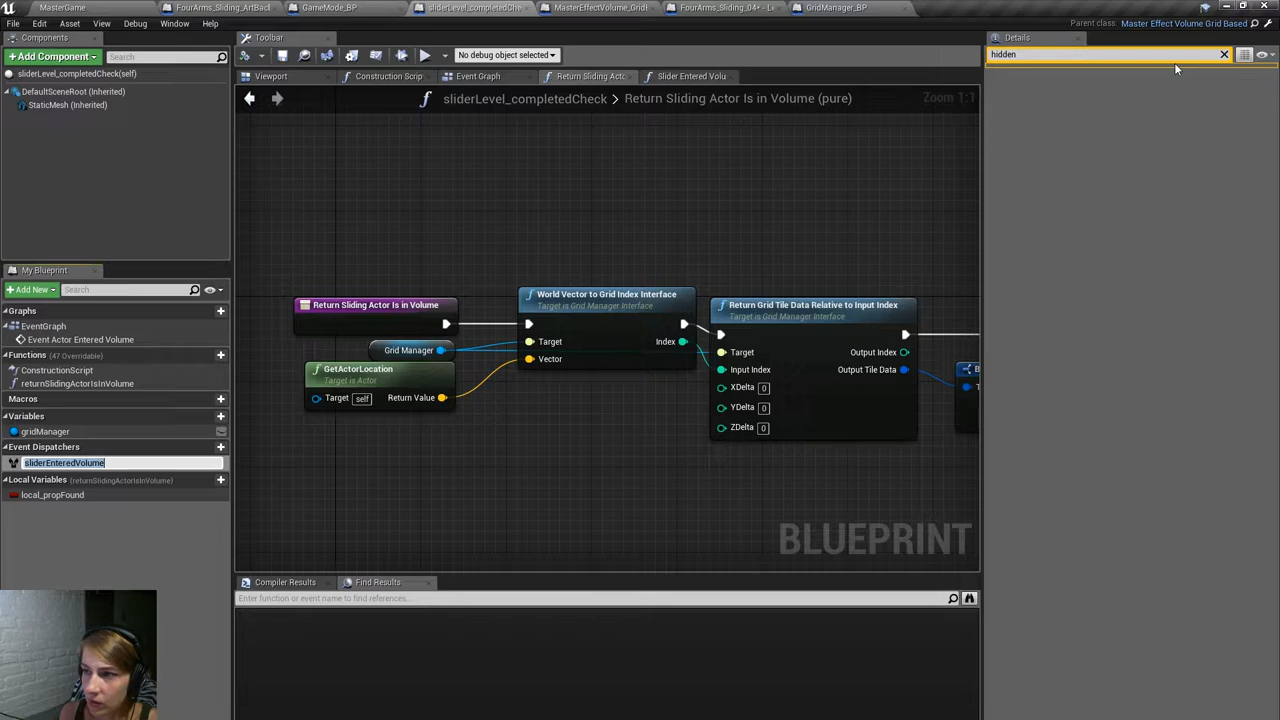 MasterGame
FourArms_Sliding_ArtBacl
GameMode_BP
sliderLevel_completedChe
MasterEffectVolume_GridE
FourArms_Sliding_04•
GridManager_BP
File Edit Asset View Debug Window Help
Parent class: Master Effect Volume Grid Based
Components
Toolbar
Details
+ Add Component
Search
No debug object selected
hidden
sliderLevel_completedCheck(self)
Viewport
Construction Scrip
Event Graph
Return Sliding Actc
Slider Entered Volu
DefaultSceneRoot (Inherited)
StaticMesh (Inherited)
sliderLevel_completedCheck > Return Sliding Actor Is in Volume (pure)
Zoom 1:1
My Blueprint
+ Add New
Search
Graphs
EventGraph
Event Actor Entered Volume
Functions (47 Overridable)
ConstructionScript
returnSlidingActorIsInVolume
Macros
Variables
gridManager
Event Dispatchers
sliderEnteredVolume
Local Variables (returnSlidingActorIsInVolume)
local_propFound
Return Sliding Actor Is in Volume
Grid Manager
GetActorLocation
Target is Actor
Target self
Return Value
World Vector to Grid Index Interface
Target is Grid Manager Interface
Target
Index
Vector
Return Grid Tile Data Relative to Input Index
Target is Grid Manager Interface
Target
Output Index
Input Index
Output Tile Data
XDelta 0
YDelta 0
ZDelta 0
BLUEPRINT
Compiler Results
Find Results
Enter function or event name to find references...